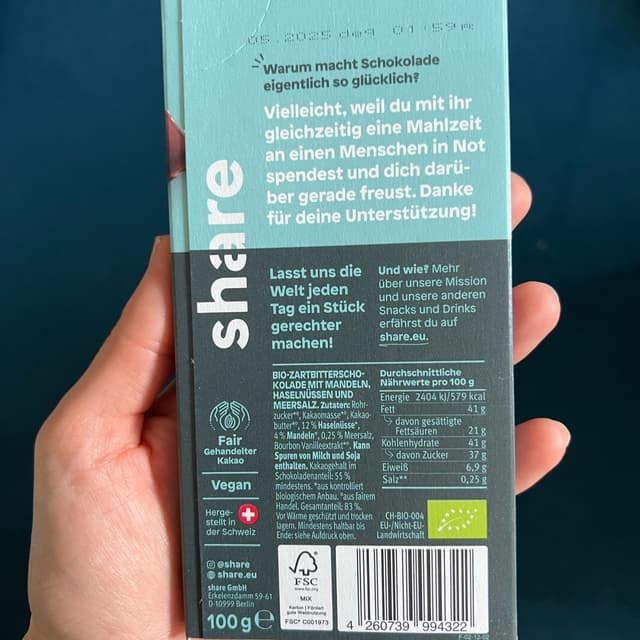 05.2025
01:59
Warum macht Schokolade
eigentlich so glücklich?
Vielleicht, weil du mit ihr
gleichzeitig eine Mahlzeit
an einen Menschen in Not
spendest und dich darü-
ber gerade freust. Danke
für deine Unterstützung!
share
Lasst uns die
Welt jeden
Tag ein Stück
gerechter
machen!
Und wie? Mehr
über unsere Mission
und unsere anderen
Snacks und Drinks
erfährst du auf
share.eu.
BIO-ZARTBITTERSCHO-
KOLADE MIT MANDELN,
HASELNÜSSEN UND
MEERSALZ. Zutaten: Rohr-
zucker*°, Kakaomasse*°, Kakao-
butter*°, 12 % Haselnüsse*,
4 % Mandeln*, 0,25 % Meersalz,
Bourbon Vanilleextrakt*°. Kann
Spuren von Milch und Soja
enthalten. Kakaogehalt im
Schokoladenanteil: 55 %
mindestens. *aus kontrolliert
biologischem Anbau. °aus fairem
Handel. Gesamtanteil: 83 %.
Vor Wärme geschützt und trocken
lagern. Mindestens haltbar bis
Ende: siehe Aufdruck oben.
Durchschnittliche
Nährwerte pro 100 g
Energie 2404 kJ/579 kcal
Fett 41 g
davon gesättigte
Fettsäuren 21 g
Kohlenhydrate 41 g
davon Zucker 37 g
Eiweiß 6,9 g
Salz** 0,25 g
Fair
Gehandelter
Kakao
Vegan
Herge-
stellt in
der Schweiz
@share
share.eu
share GmbH
Erkelenzdamm 59-61
D-10999 Berlin
100 g e
CH-BIO-004
EU-/Nicht-EU-
Landwirtschaft
FSC
www.fsc.org
MIX
Karton | Fördert
gute Waldnutzung
FSC® C001973
4 260739 994322